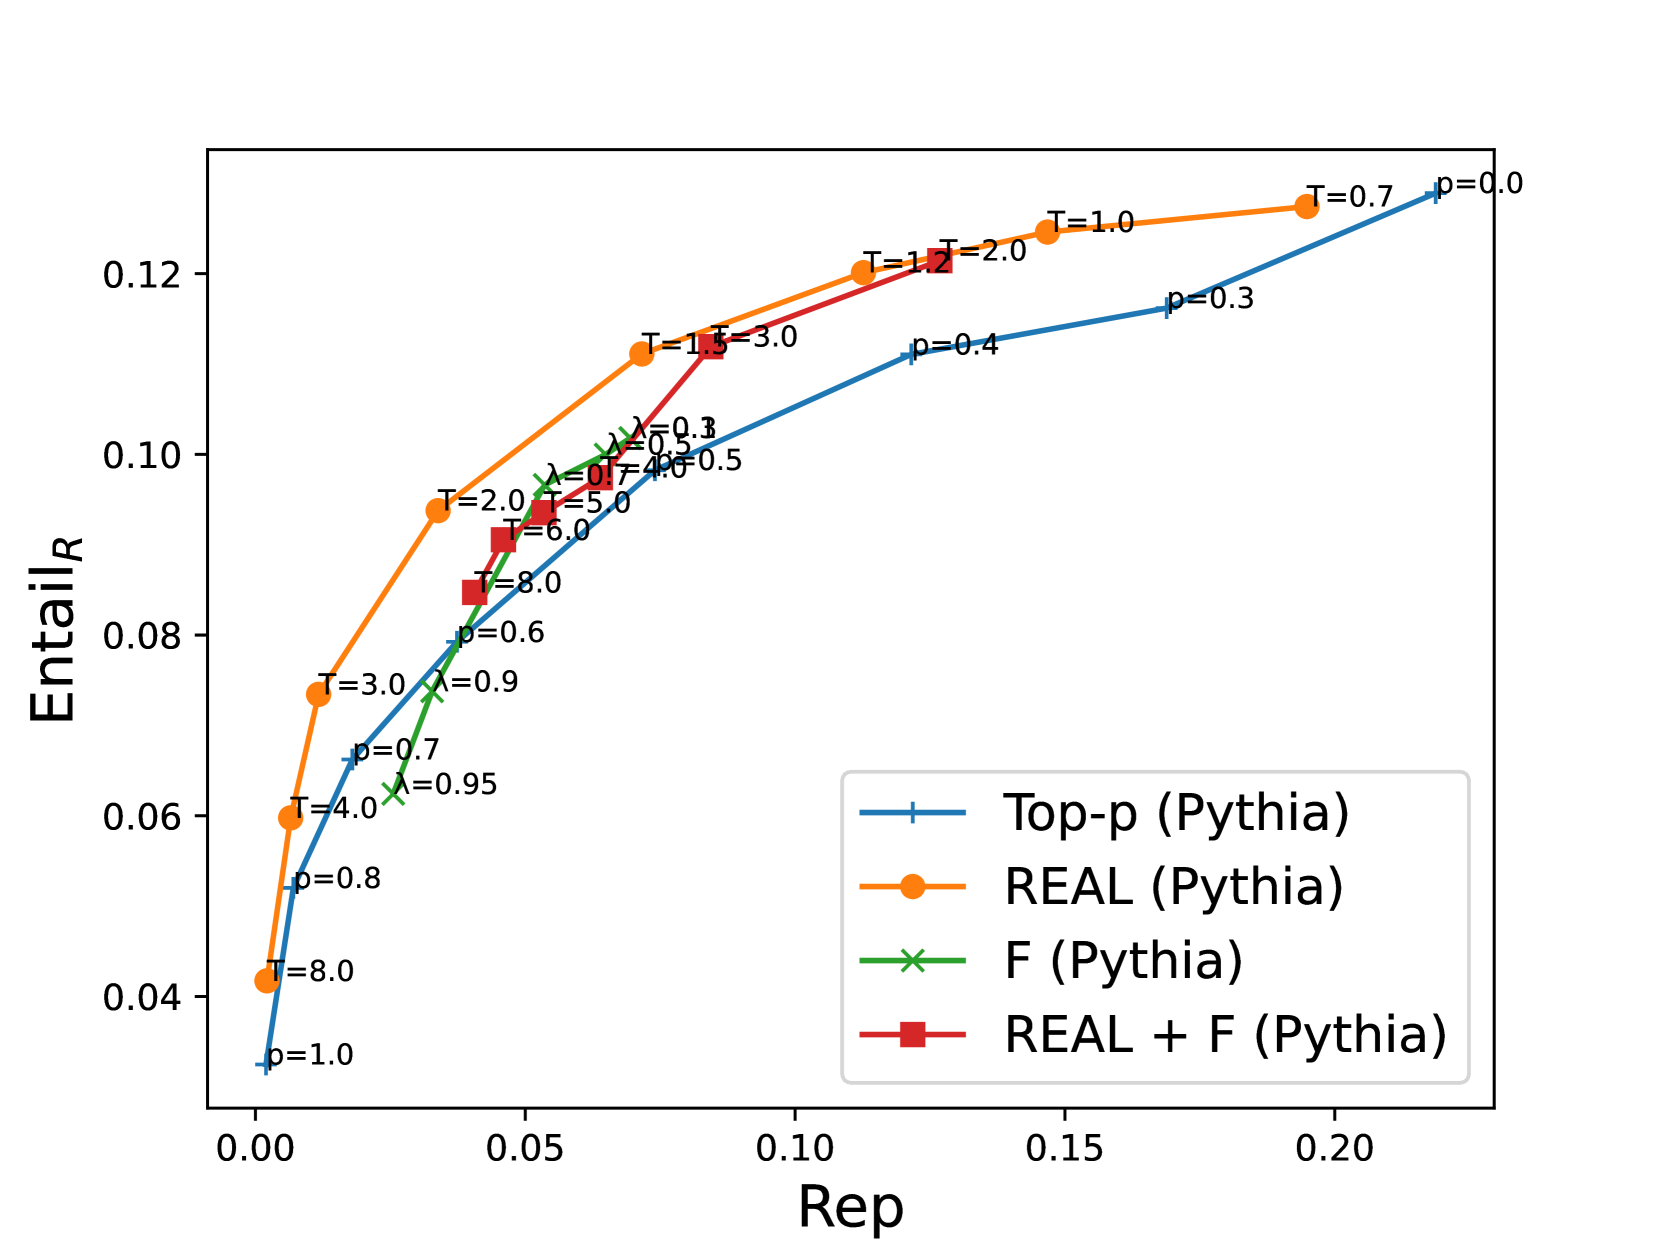 p=0.0
T=0.7
T=1.0
T=2.0
T=1.2
p=0.3
T=3.0
T=1.5
p=0.4
λ=0.3
λ=0.5
p=0.5
T=4.0
λ=0.7
T=5.0
T=2.0
T=6.0
T=8.0
p=0.6
λ=0.9
T=3.0
p=0.7
λ=0.95
T=4.0
p=0.8
T=8.0
p=1.0
0.12
0.10
0.08
0.06
0.04
Entail_R
Top-p (Pythia)
REAL (Pythia)
F (Pythia)
REAL + F (Pythia)
0.00 0.05 0.10 0.15 0.20
Rep